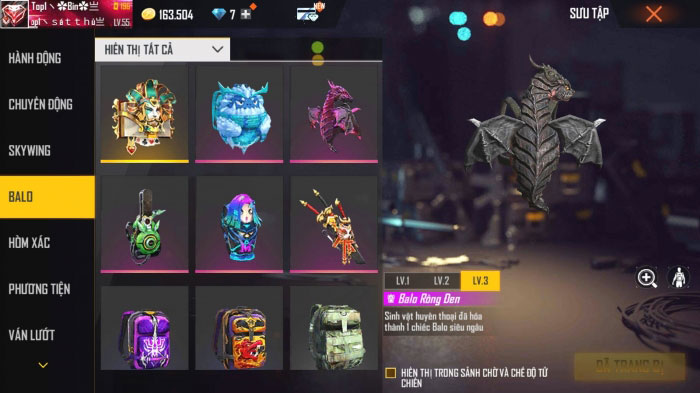 163.504
7
NEW
SƯU TẬP
LV.55
HÀNH ĐỘNG
HIỂN THỊ TẤT CẢ
CHUYỂN ĐỘNG
SKYWING
BALO
HÒM XÁC
PHƯƠNG TIỆN
VÁN LƯỚT
LV.1
LV.2
LV.3
Balo Rồng Đen
Sinh vật huyền thoại đã hóa
thành 1 chiếc Balo siêu ngầu
HIỂN THỊ TRONG SẢNH CHỜ VÀ CHẾ ĐỘ TỬ
CHIẾN
ĐÃ TRANG BỊ